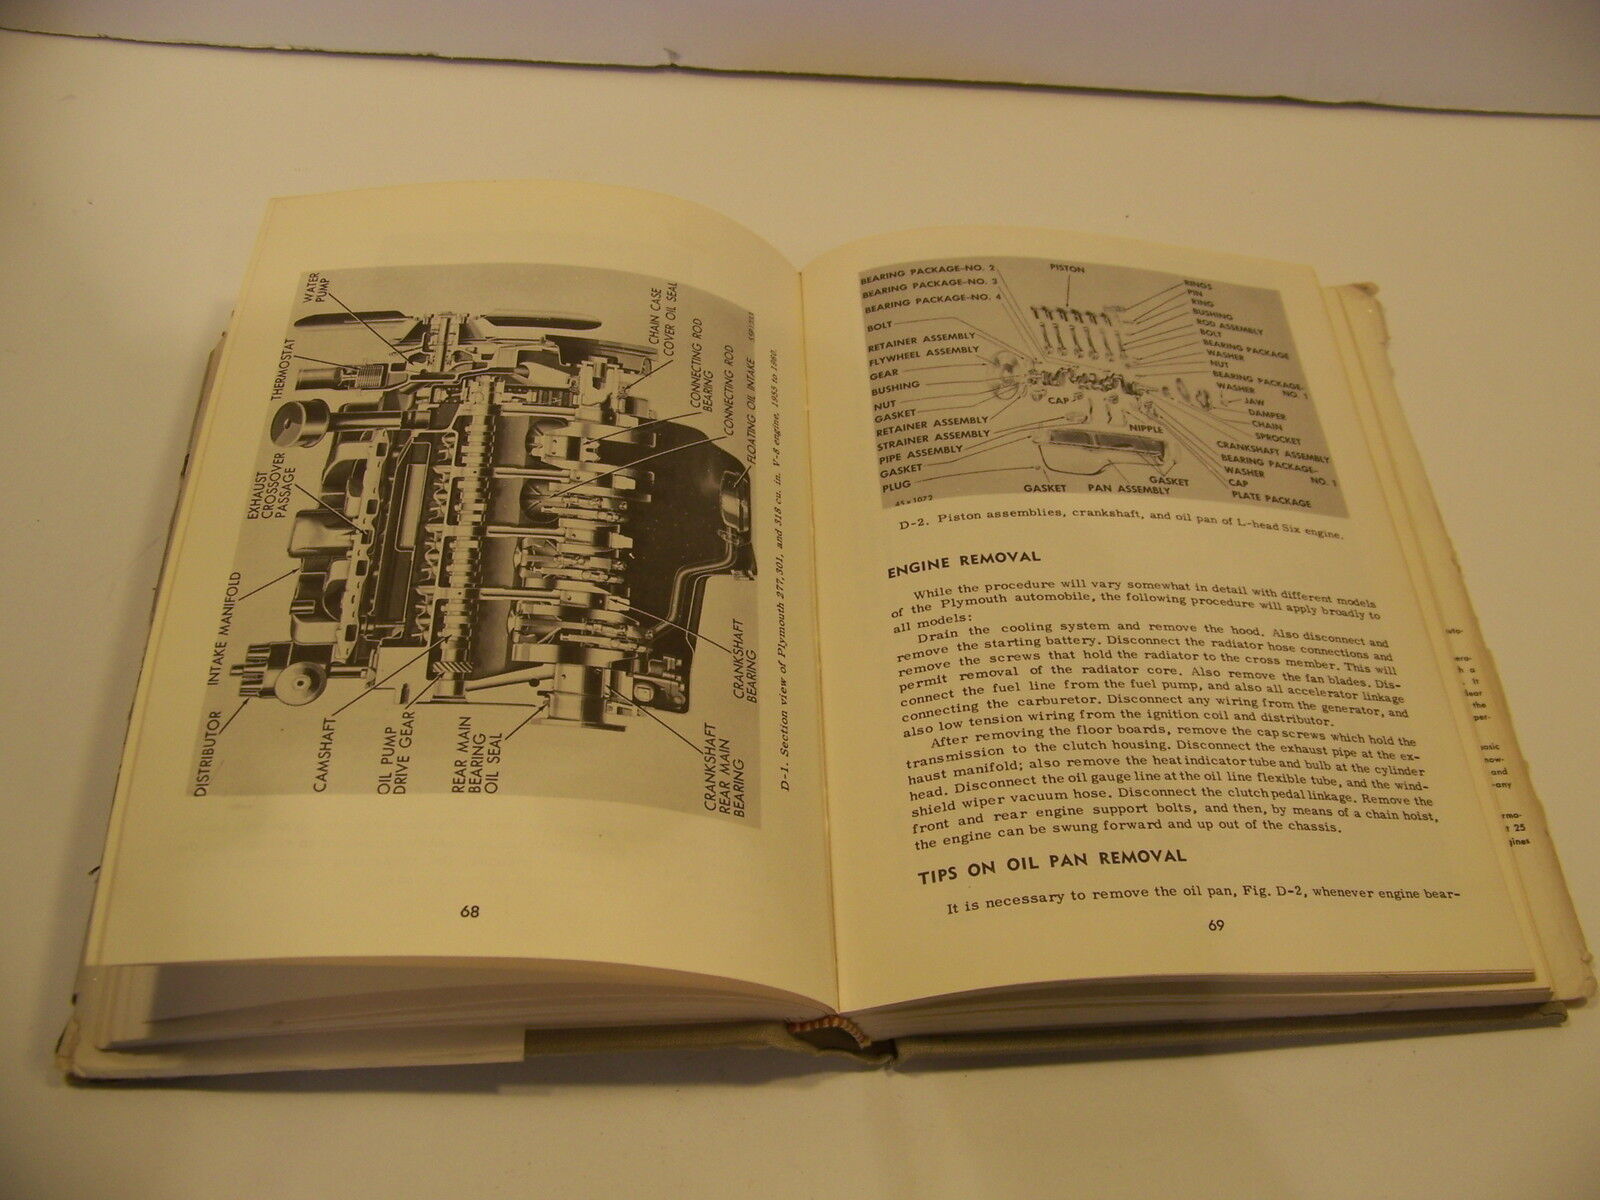 WATER
PUMP
THERMOSTAT
EXHAUST
CROSSOVER
PASSAGE
INTAKE MANIFOLD
DISTRIBUTOR
CHAIN CASE
COVER OIL SEAL
CONNECTING ROD
BEARING
CONNECTING ROD
FLOATING OIL INTAKE
CAMSHAFT
OIL PUMP
DRIVE GEAR
REAR MAIN
BEARING
OIL SEAL
CRANKSHAFT
REAR MAIN
BEARING
CRANKSHAFT
BEARING
D-1. Section view of Plymouth 277, 301, and 318 cu. in. V-8 engine, 1955 to 1960.
68
BEARING PACKAGE-NO. 2
BEARING PACKAGE-NO. 3
BEARING PACKAGE-NO. 4
BOLT
RETAINER ASSEMBLY
FLYWHEEL ASSEMBLY
GEAR
BUSHING
NUT
GASKET
RETAINER ASSEMBLY
STRAINER ASSEMBLY
PIPE ASSEMBLY
GASKET
PLUG
45x1072
PISTON
CAP
NIPPLE
GASKET
PAN ASSEMBLY
GASKET
RINGS
PIN
RING
BUSHING
ROD ASSEMBLY
BOLT
BEARING PACKAGE
WASHER
NUT
BEARING PACKAGE-
NO. 1
WASHER
JAW
DAMPER
CHAIN
SPROCKET
CRANKSHAFT ASSEMBLY
BEARING PACKAGE-
NO. 1
WASHER
CAP
PLATE PACKAGE
D-2. Piston assemblies, crankshaft, and oil pan of L-head Six engine.
ENGINE REMOVAL
While the procedure will vary somewhat in detail with different models
of the Plymouth automobile, the following procedure will apply broadly to
all models:
Drain the cooling system and remove the hood. Also disconnect and
remove the starting battery. Disconnect the radiator hose connections and
remove the screws that hold the radiator to the cross member. This will
permit removal of the radiator core. Also remove the fan blades. Dis-
connect the fuel line from the fuel pump, and also all accelerator linkage
connecting the carburetor. Disconnect any wiring from the generator, and
also low tension wiring from the ignition coil and distributor.
After removing the floor boards, remove the cap screws which hold the
transmission to the clutch housing. Disconnect the exhaust pipe at the ex-
haust manifold; also remove the heat indicator tube and bulb at the cylinder
head. Disconnect the oil gauge line at the oil line flexible tube, and the wind-
shield wiper vacuum hose. Disconnect the clutch pedal linkage. Remove the
front and rear engine support bolts, and then, by means of a chain hoist,
the engine can be swung forward and up out of the chassis.
TIPS ON OIL PAN REMOVAL
It is necessary to remove the oil pan, Fig. D-2, whenever engine bear-
69